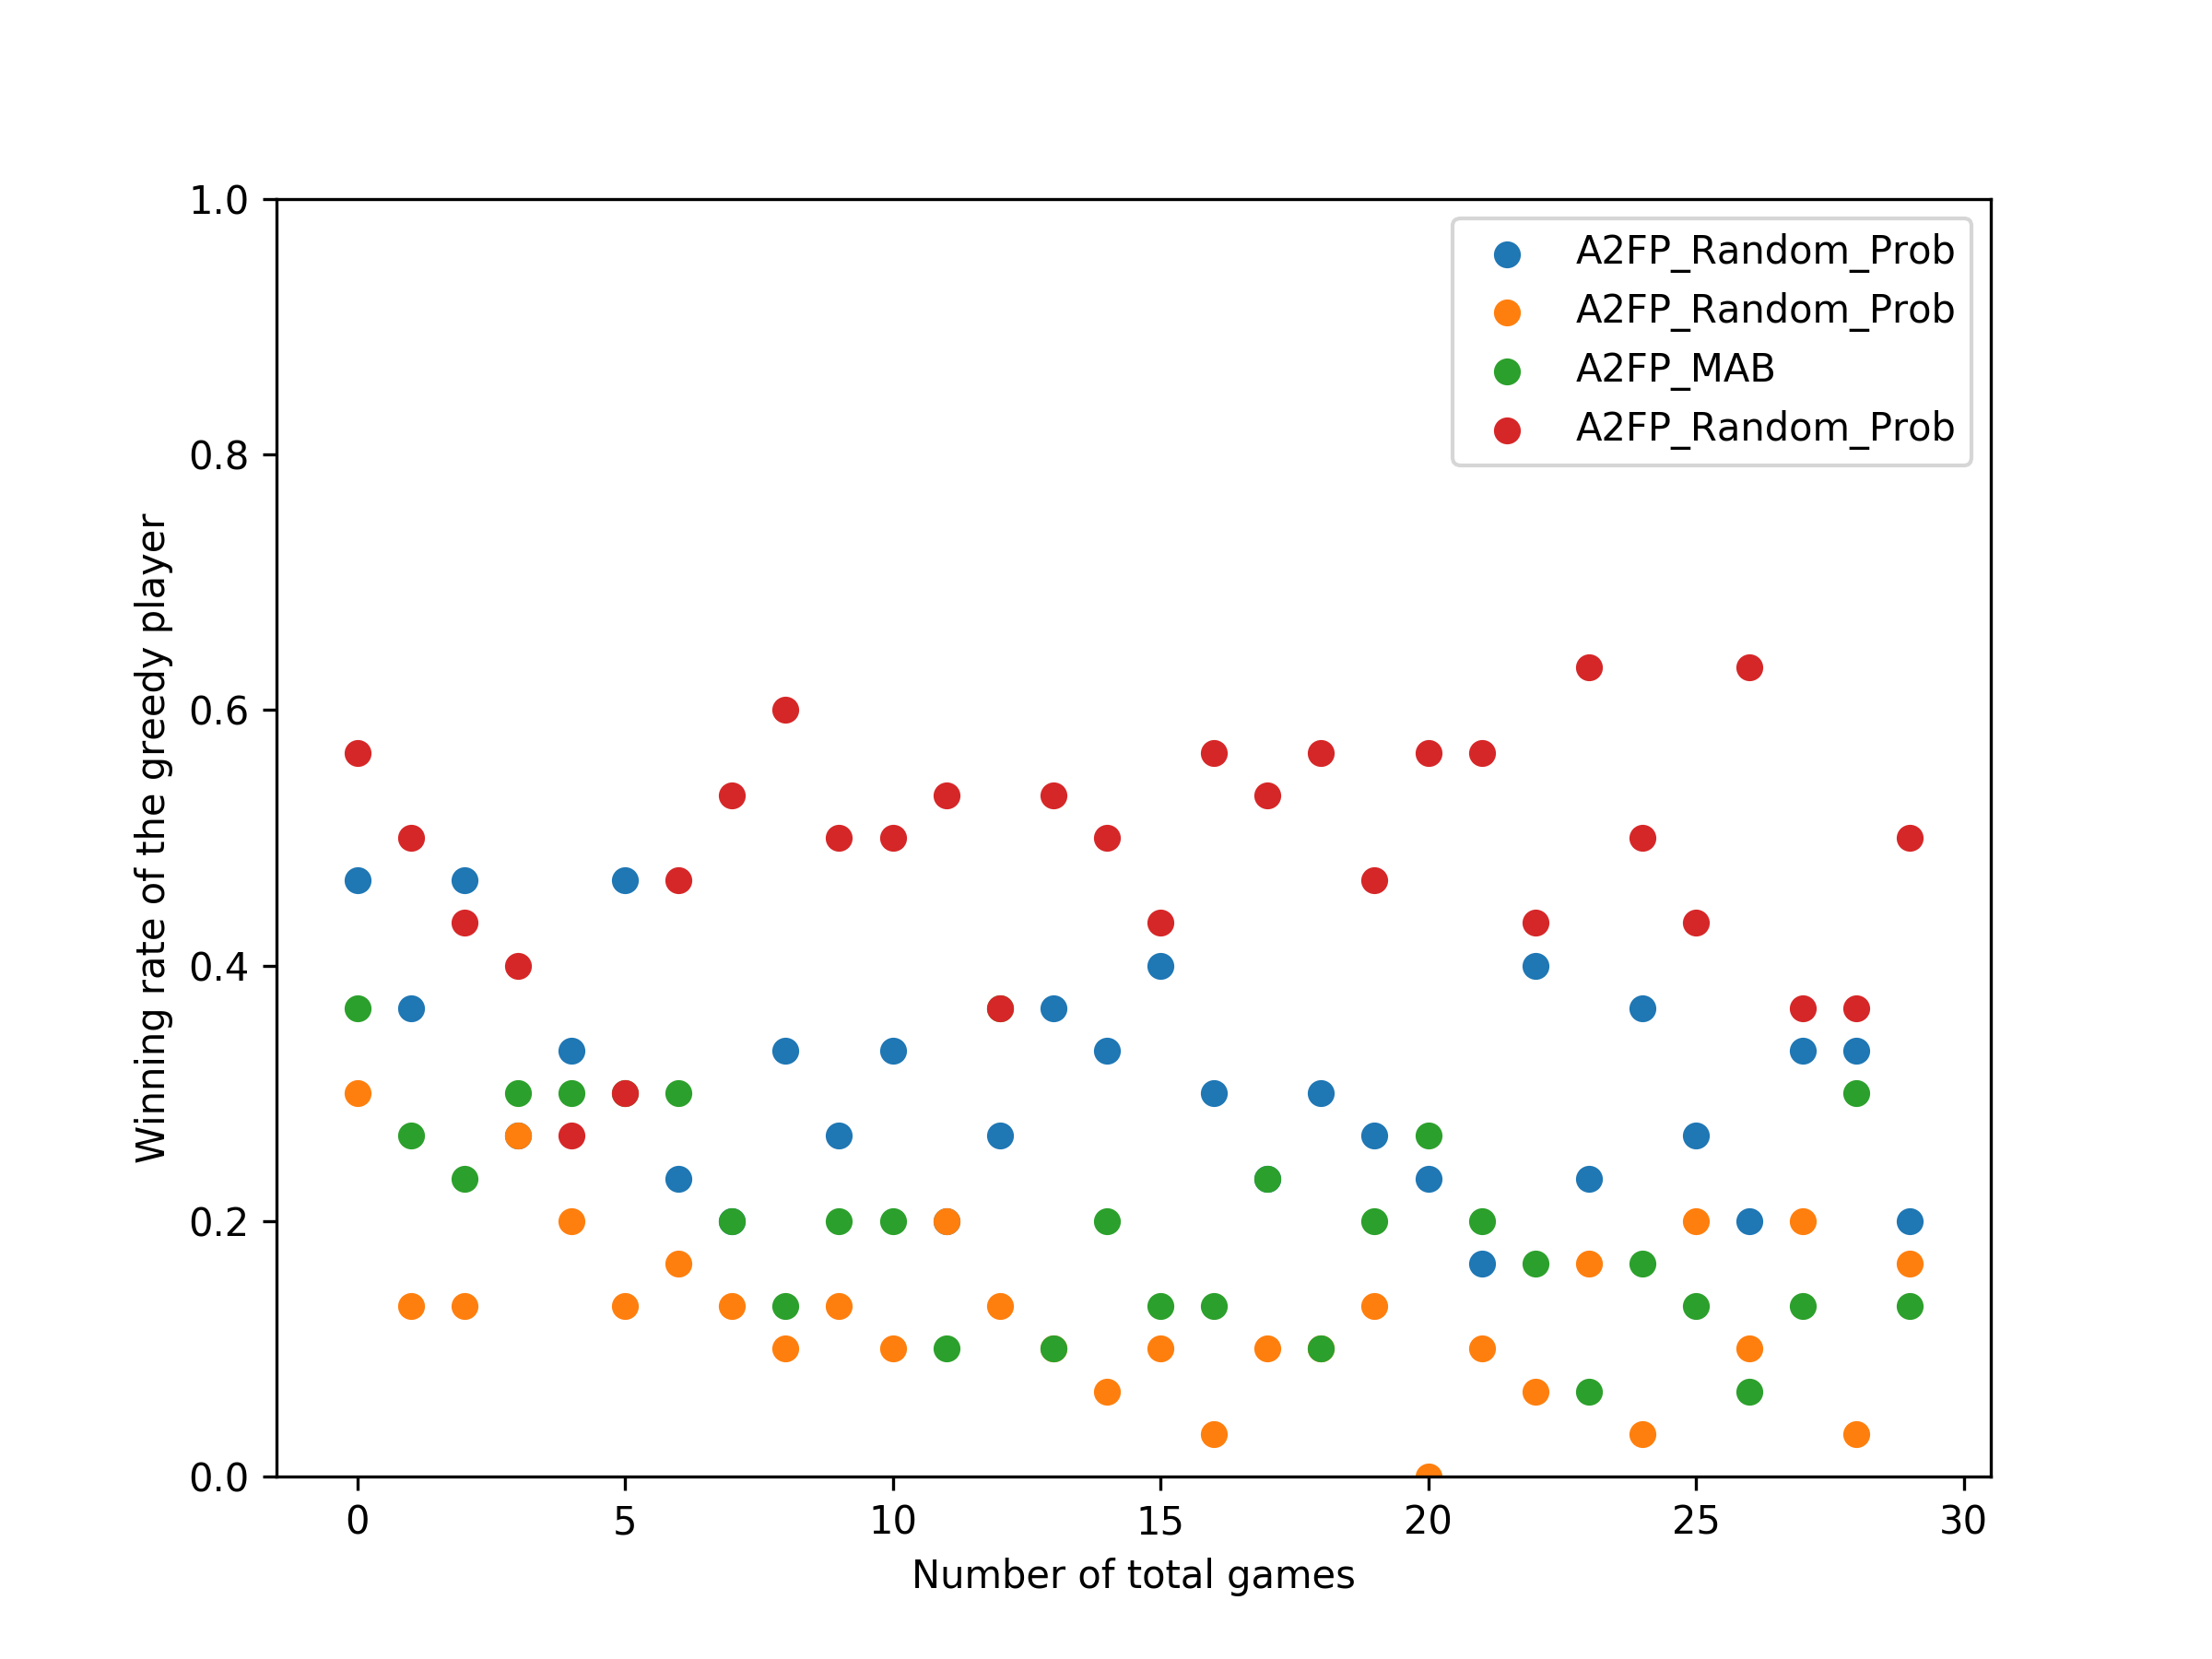 1.0
0.8
0.6
0.4
0.2
0.0
Winning rate of the greedy player
A2FP_Random_Prob
A2FP_Random_Prob
A2FP_MAB
A2FP_Random_Prob
0 5 10 15 20 25 30
Number of total games